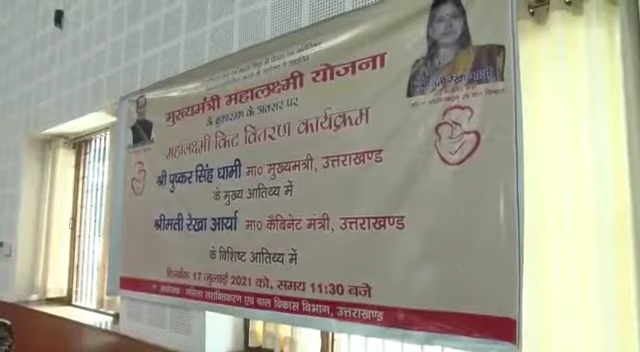 मुख्यमंत्री महालक्ष्मी योजना
के शुभारम्भ के अवसर पर
महालक्ष्मी किट वितरण कार्यक्रम
श्री पुष्कर सिंह धामी मा० मुख्यमंत्री, उत्तराखण्ड
के मुख्य आतिथ्य में
श्रीमती रेखा आर्या मा० कैबिनेट मंत्री, उत्तराखण्ड
के विशिष्ट आतिथ्य में
दिनाँक 17 जुलाई 2021 को, समय 11:30 बजे
महिला सशक्तिकरण एवं बाल विकास विभाग, उत्तराखण्ड